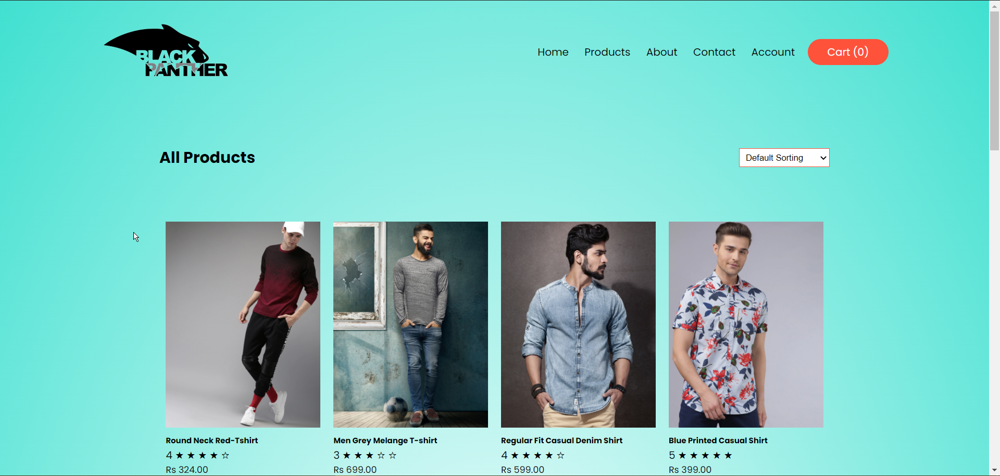 BLACK
PANTHER
Home Products About Contact Account Cart (0)
All Products
Default Sorting
Round Neck Red-Tshirt
4 ★ ★ ★ ★ ☆
Rs 324.00
Men Grey Melange T-shirt
3 ★ ★ ★ ☆ ☆
Rs 699.00
Regular Fit Casual Denim Shirt
4 ★ ★ ★ ★ ☆
Rs 599.00
Blue Printed Casual Shirt
5 ★ ★ ★ ★ ★
Rs 399.00